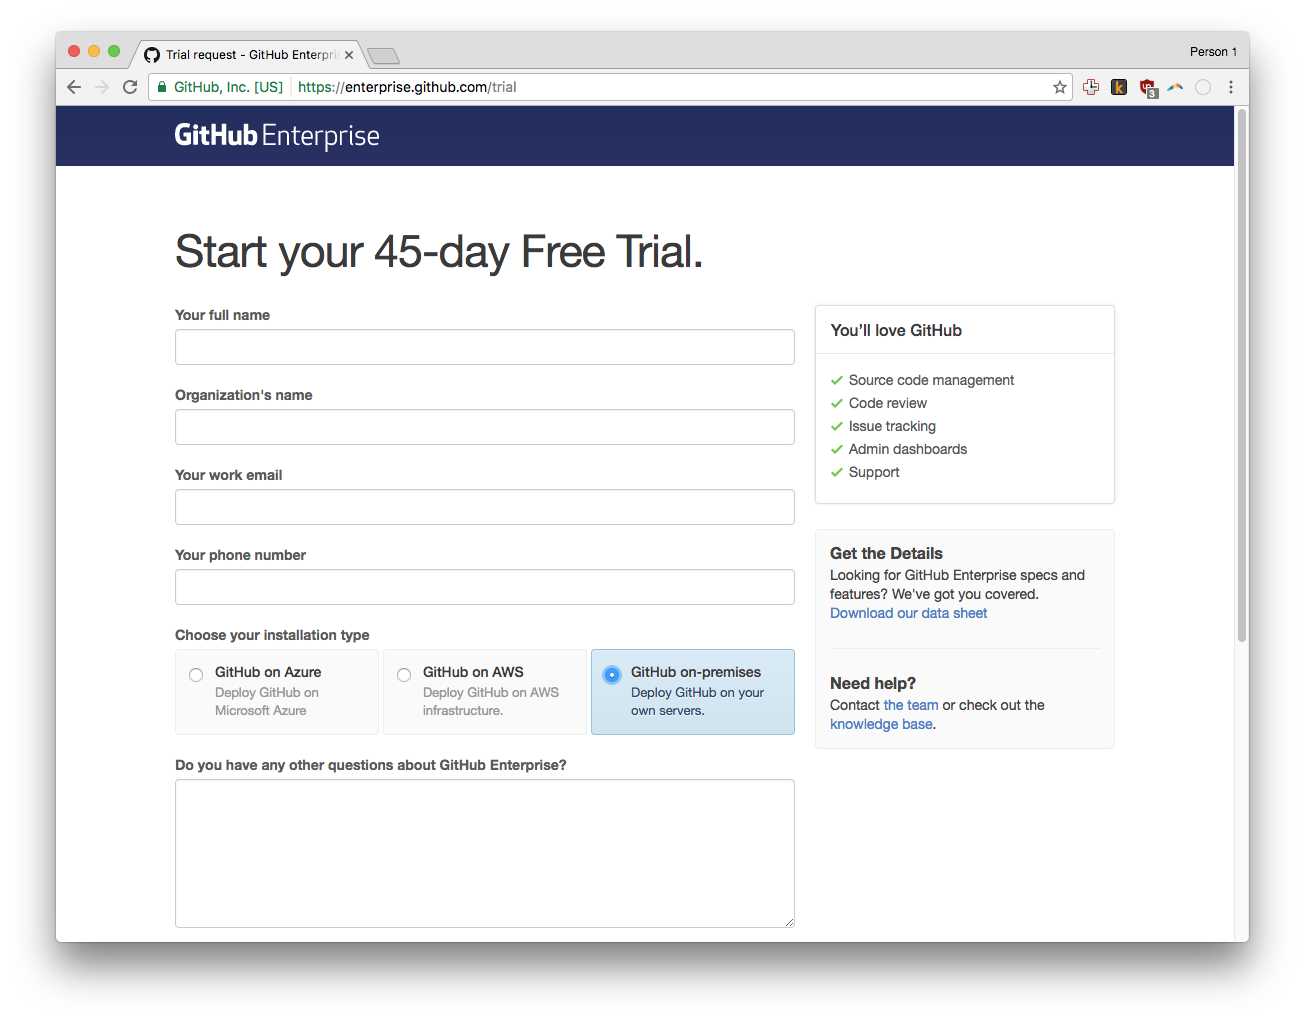 Trial request - GitHub Enterpri
Person 1
GitHub, Inc. [US]
https://enterprise.github.com/trial
k
3
GitHub Enterprise
Start your 45-day Free Trial.
Your full name
Organization's name
Your work email
Your phone number
Choose your installation type
GitHub on Azure
Deploy GitHub on
Microsoft Azure
GitHub on AWS
Deploy GitHub on AWS
infrastructure.
GitHub on-premises
Deploy GitHub on your
own servers.
Do you have any other questions about GitHub Enterprise?
You’ll love GitHub
Source code management
Code review
Issue tracking
Admin dashboards
Support
Get the Details
Looking for GitHub Enterprise specs and
features? We've got you covered.
Download our data sheet
Need help?
Contact the team or check out the
knowledge base.